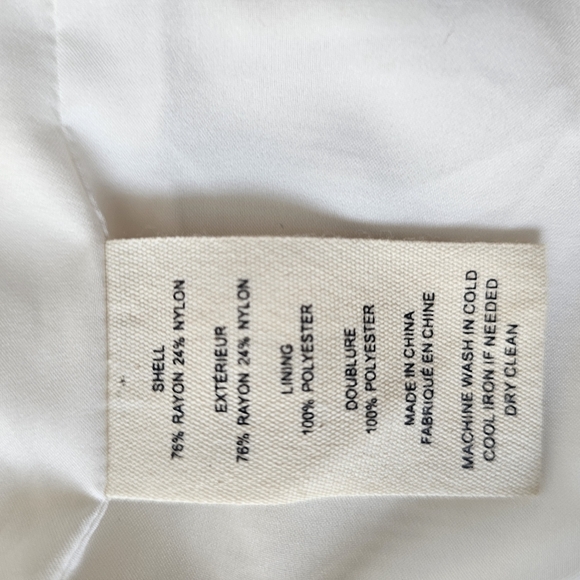 SHELL
76% RAYON 24% NYLON
EXTÉRIEUR
76% RAYON 24% NYLON
LINING
100% POLYESTER
DOUBLURE
100% POLYESTER
MADE IN CHINA
FABRIQUÉ EN CHINE
MACHINE WASH IN COLD
COOL IRON IF NEEDED
DRY CLEAN